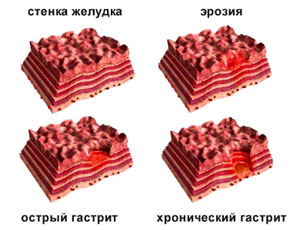 стенка желудка
эрозия
острый гастрит
хронический гастрит